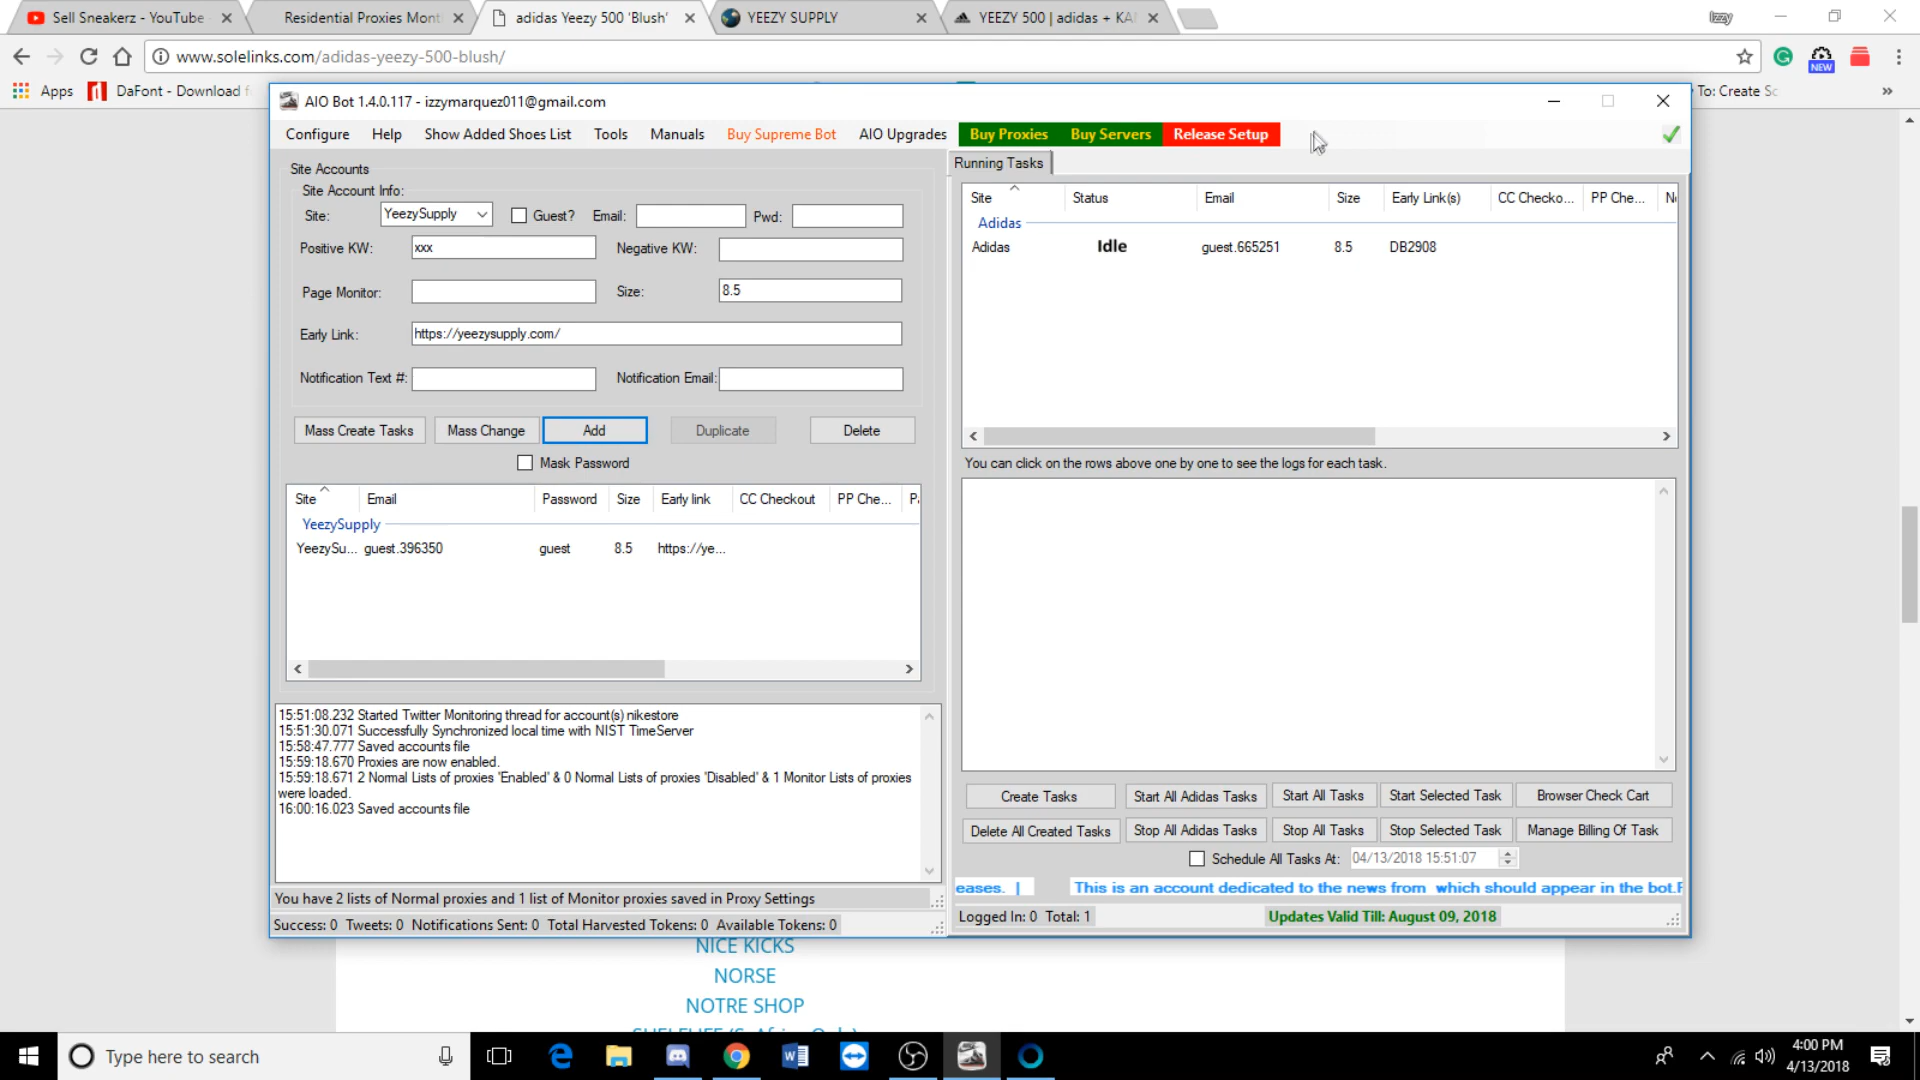 Sell Sneakerz - YouTube
Residential Proxies Mont
adidas Yeezy 500 'Blush'
YEEZY SUPPLY
YEEZY 500 | adidas + KA
Izzy
www.solelinks.com/adidas-yeezy-500-blush/
NEW
Apps
DaFont - Download f
To: Create Sc
AIO Bot 1.4.0.117 - izzymarquez011@gmail.com
Configure Help Show Added Shoes List Tools Manuals Buy Supreme Bot AIO Upgrades Buy Proxies Buy Servers Release Setup
Site Accounts
Site Account Info:
Site: YeezySupply Guest? Email: Pwd:
Positive KW: xxx Negative KW:
Page Monitor: Size: 8.5
Early Link: https://yeezysupply.com/
Notification Text #: Notification Email:
Mass Create Tasks Mass Change Add Duplicate Delete
Mask Password
Site Email Password Size Early link CC Checkout PP Che... P
YeezySupply
YeezySu... guest.396350 guest 8.5 https://ye...
15:51:08.232 Started Twitter Monitoring thread for account(s) nikestore
15:51:30.071 Successfully Synchronized local time with NIST TimeServer
15:58:47.777 Saved accounts file
15:59:18.670 Proxies are now enabled.
15:59:18.671 2 Normal Lists of proxies 'Enabled' & 0 Normal Lists of proxies 'Disabled' & 1 Monitor Lists of proxies
were loaded.
16:00:16.023 Saved accounts file
You have 2 lists of Normal proxies and 1 list of Monitor proxies saved in Proxy Settings
Success: 0 Tweets: 0 Notifications Sent: 0 Total Harvested Tokens: 0 Available Tokens: 0
Running Tasks
Site Status Email Size Early Link(s) CC Checko... PP Che... N
Adidas
Adidas Idle guest.665251 8.5 DB2908
You can click on the rows above one by one to see the logs for each task.
Create Tasks Start All Adidas Tasks Start All Tasks Start Selected Task Browser Check Cart
Delete All Created Tasks Stop All Adidas Tasks Stop All Tasks Stop Selected Task Manage Billing Of Task
Schedule All Tasks At: 04/13/2018 15:51:07
eases. | This is an account dedicated to the news from which should appear in the bot.F
Logged In: 0 Total: 1 Updates Valid Till: August 09, 2018
NICE KICKS
NORSE
NOTRE SHOP
Type here to search
4:00 PM
4/13/2018